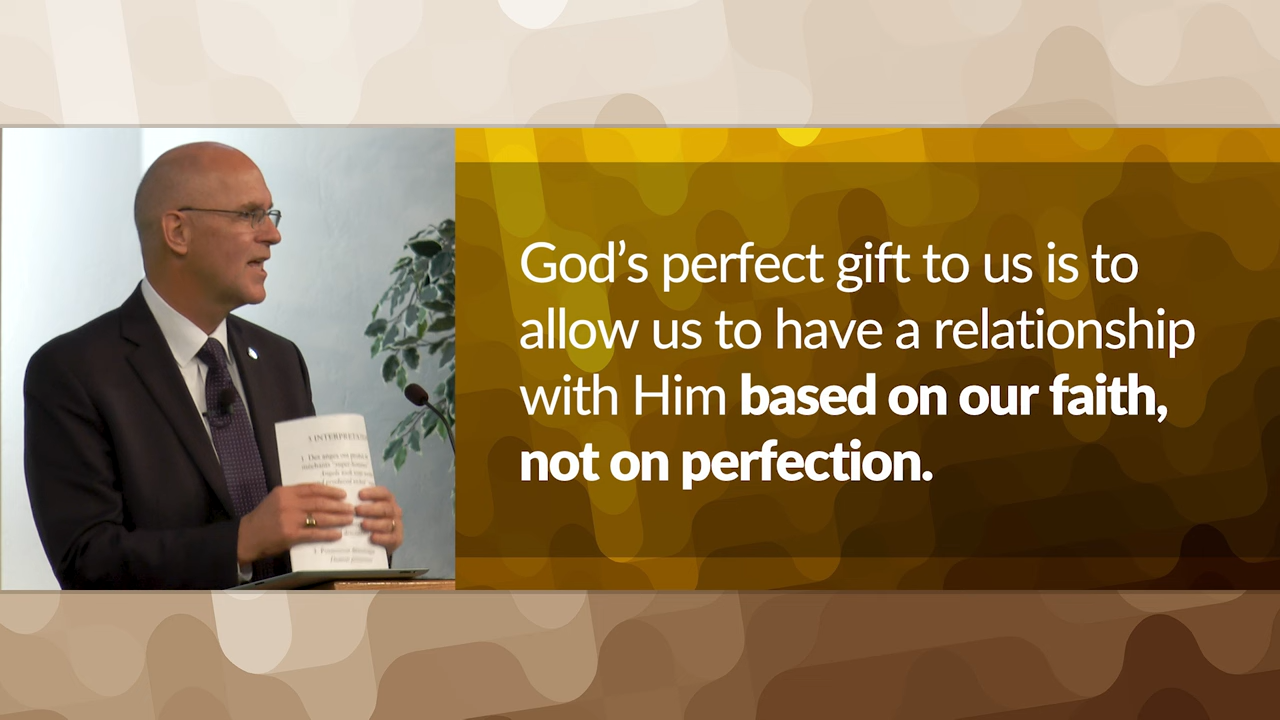 God’s perfect gift to us is to
allow us to have a relationship
with Him based on our faith,
not on perfection.